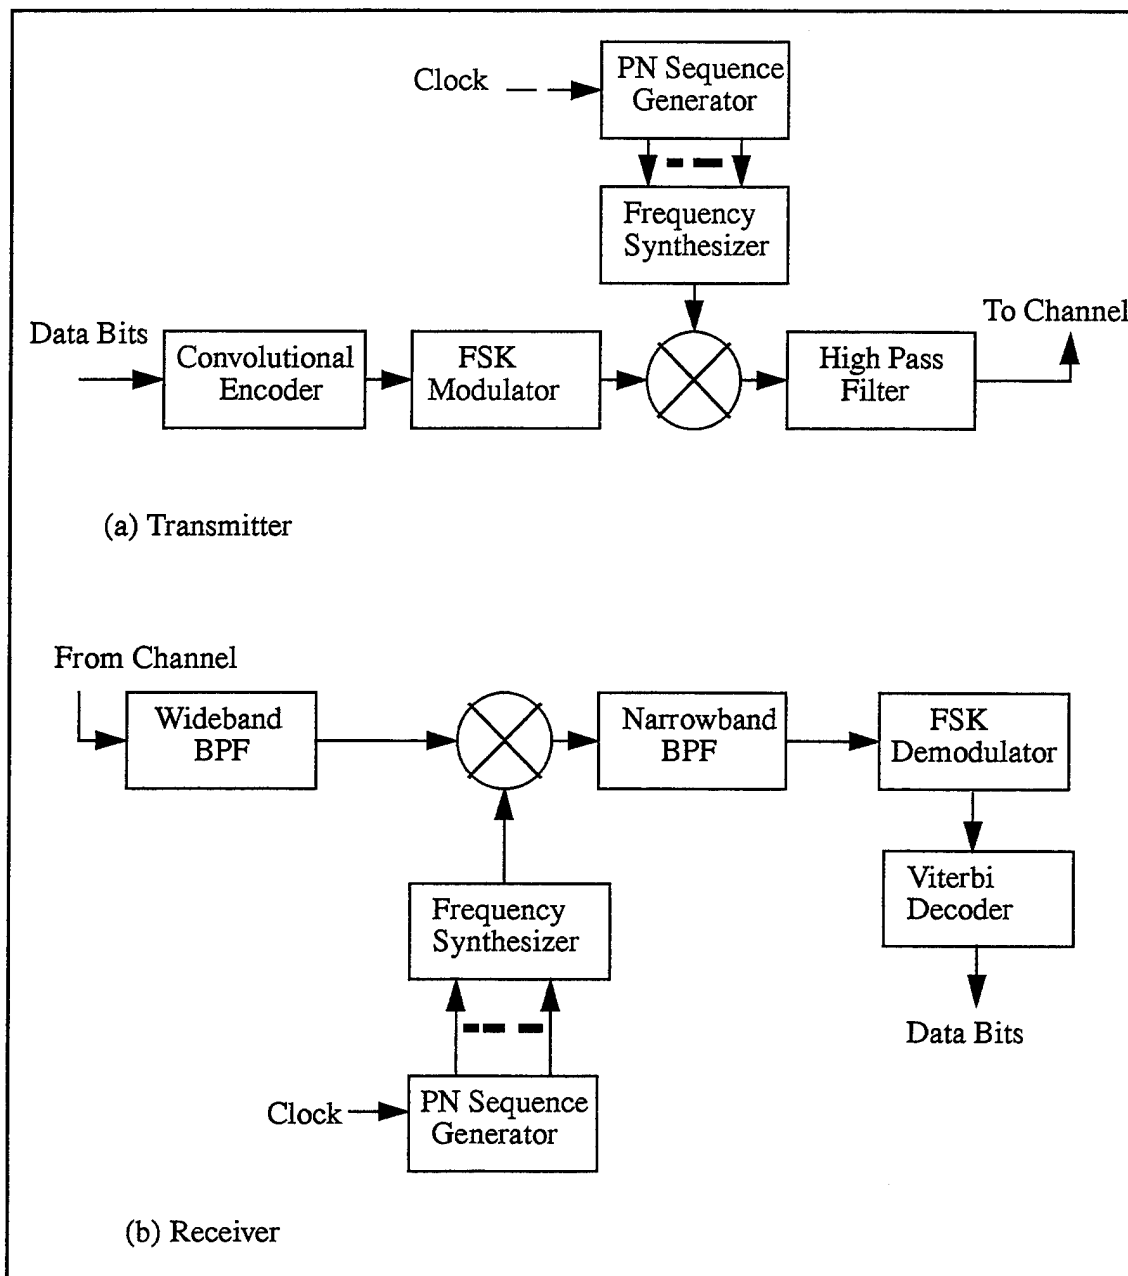 Clock
PN Sequence
Generator
Frequency
Synthesizer
To Channel
Data Bits
Convolutional
Encoder
FSK
Modulator
High Pass
Filter
(a) Transmitter
From Channel
Wideband
BPF
Narrowband
BPF
FSK
Demodulator
Viterbi
Decoder
Frequency
Synthesizer
Data Bits
Clock
PN Sequence
Generator
(b) Receiver